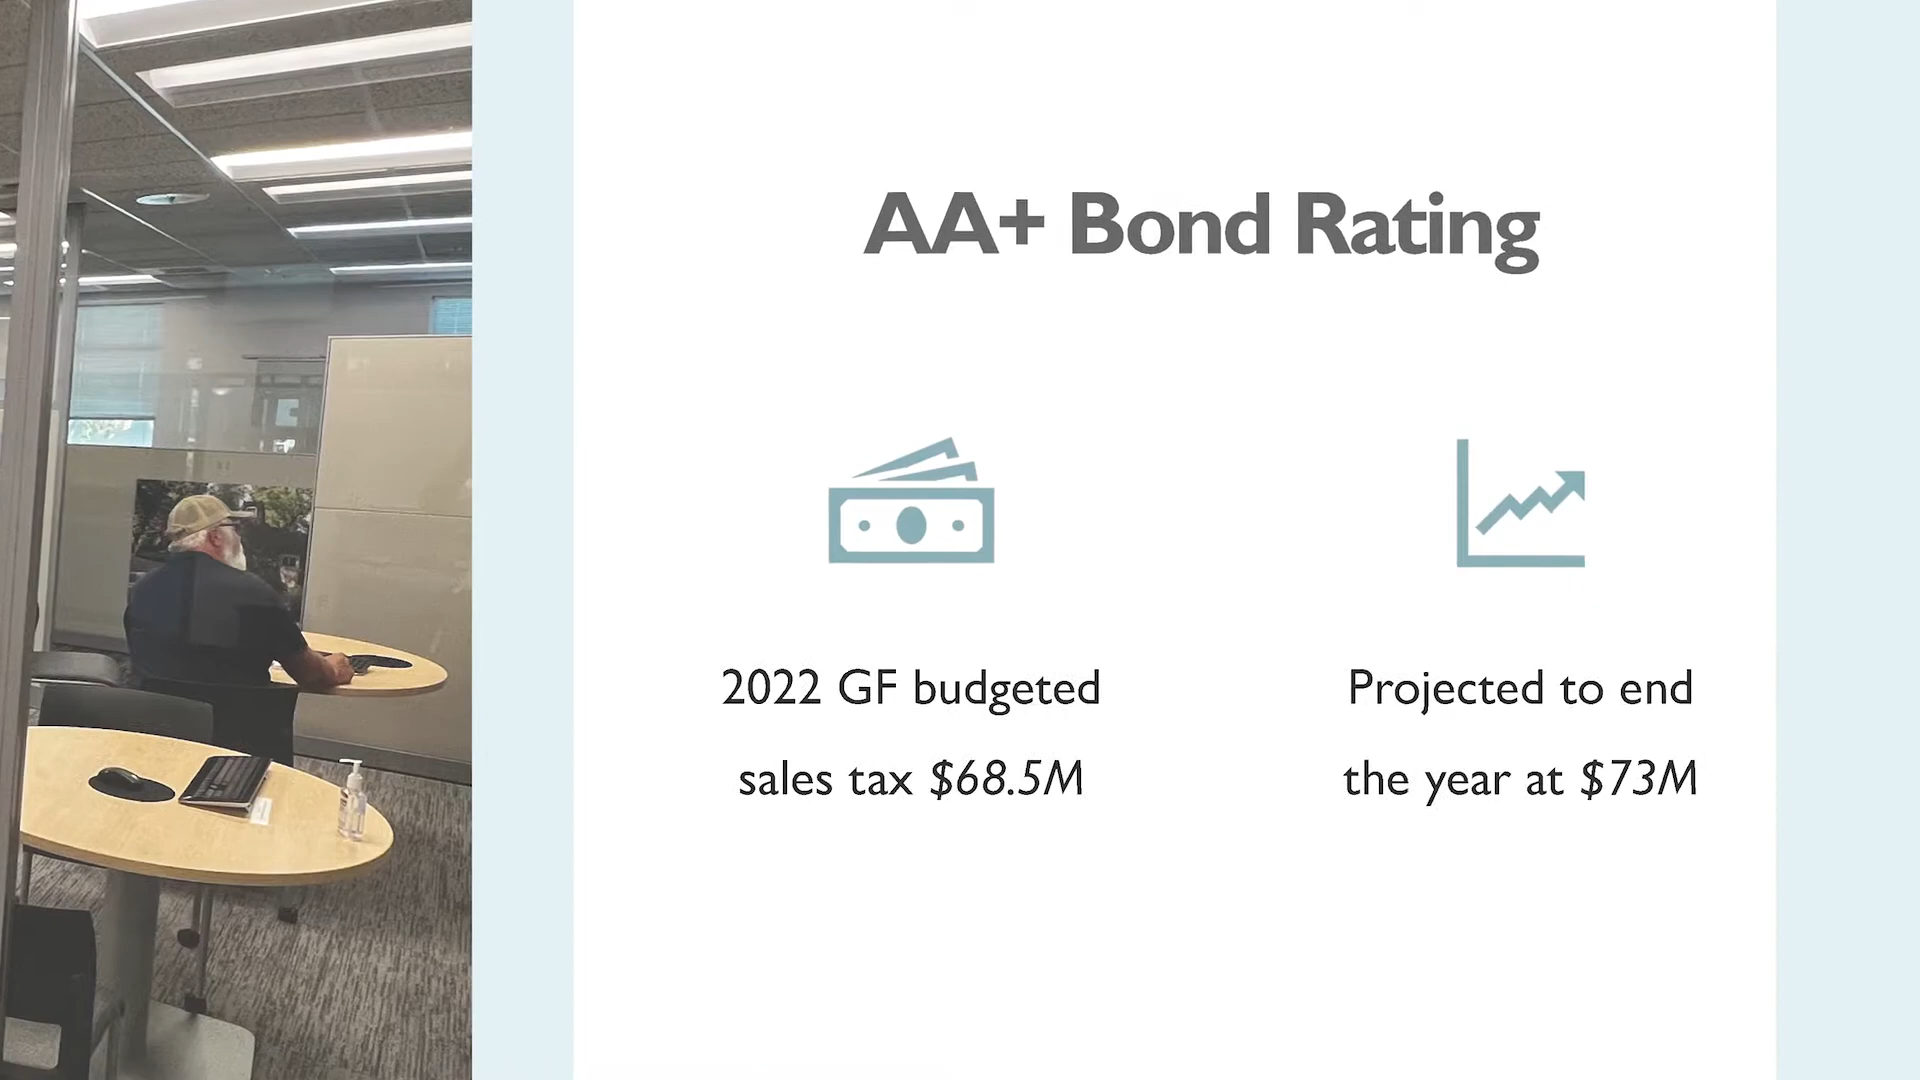 AA+ Bond Rating
2022 GF budgeted
sales tax $68.5M
Projected to end
the year at $73M